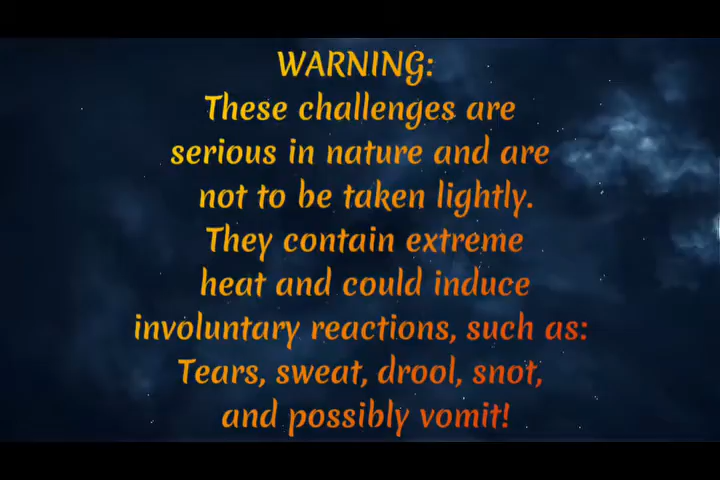 WARNING:
These challenges are
serious in nature and are
not to be taken lightly.
They contain extreme
heat and could induce
involuntary reactions, such as:
Tears, sweat, drool, snot,
and possibly vomit!